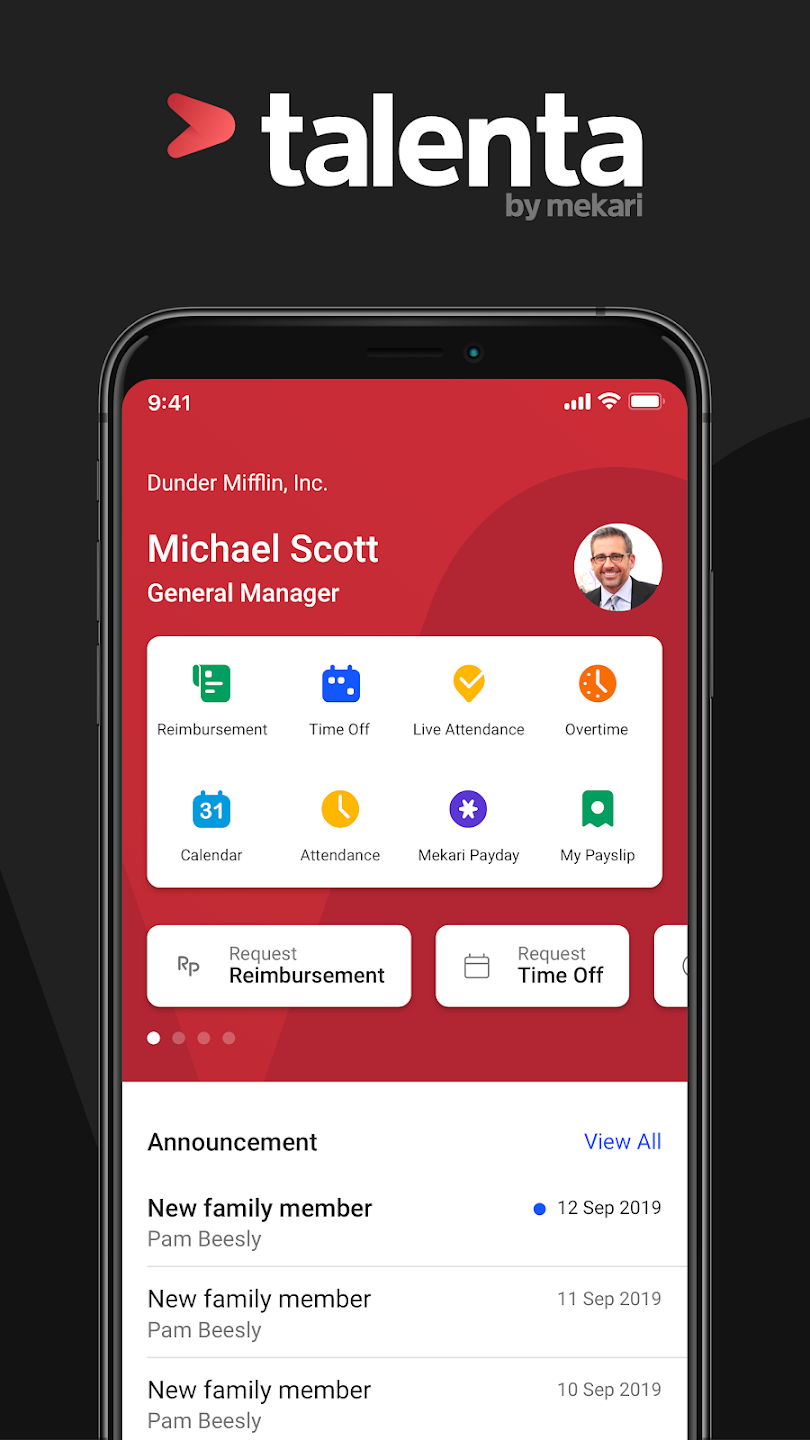 talenta
by mekari
9:41
Dunder Mifflin, Inc.
Michael Scott
General Manager
Reimbursement
Time Off
Live Attendance
Overtime
31
Calendar
Attendance
Mekari Payday
My Payslip
Rp
Request
Reimbursement
Request
Time Off
Announcement
View All
New family member
12 Sep 2019
Pam Beesly
New family member
11 Sep 2019
Pam Beesly
New family member
10 Sep 2019
Pam Beesly